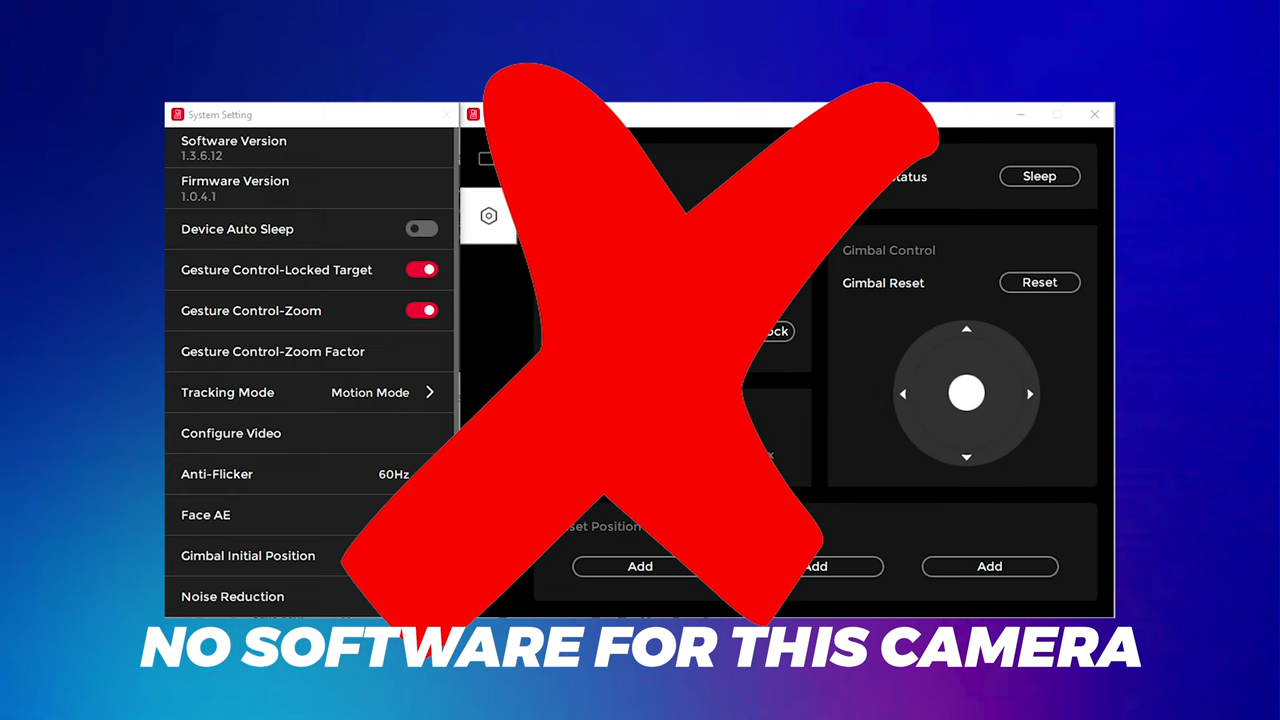 System Setting
Software Version
1.3.6.12
Firmware Version
1.0.4.1
Device Auto Sleep
Gesture Control-Locked Target
Gesture Control-Zoom
Gesture Control-Zoom Factor
Tracking Mode Motion Mode
Configure Video
Anti-Flicker 60Hz
Face AE
Gimbal Initial Position
Noise Reduction
Sleep
Gimbal Control
Gimbal Reset Reset
Position
Add Add Add
NO SOFTWARE FOR THIS CAMERA